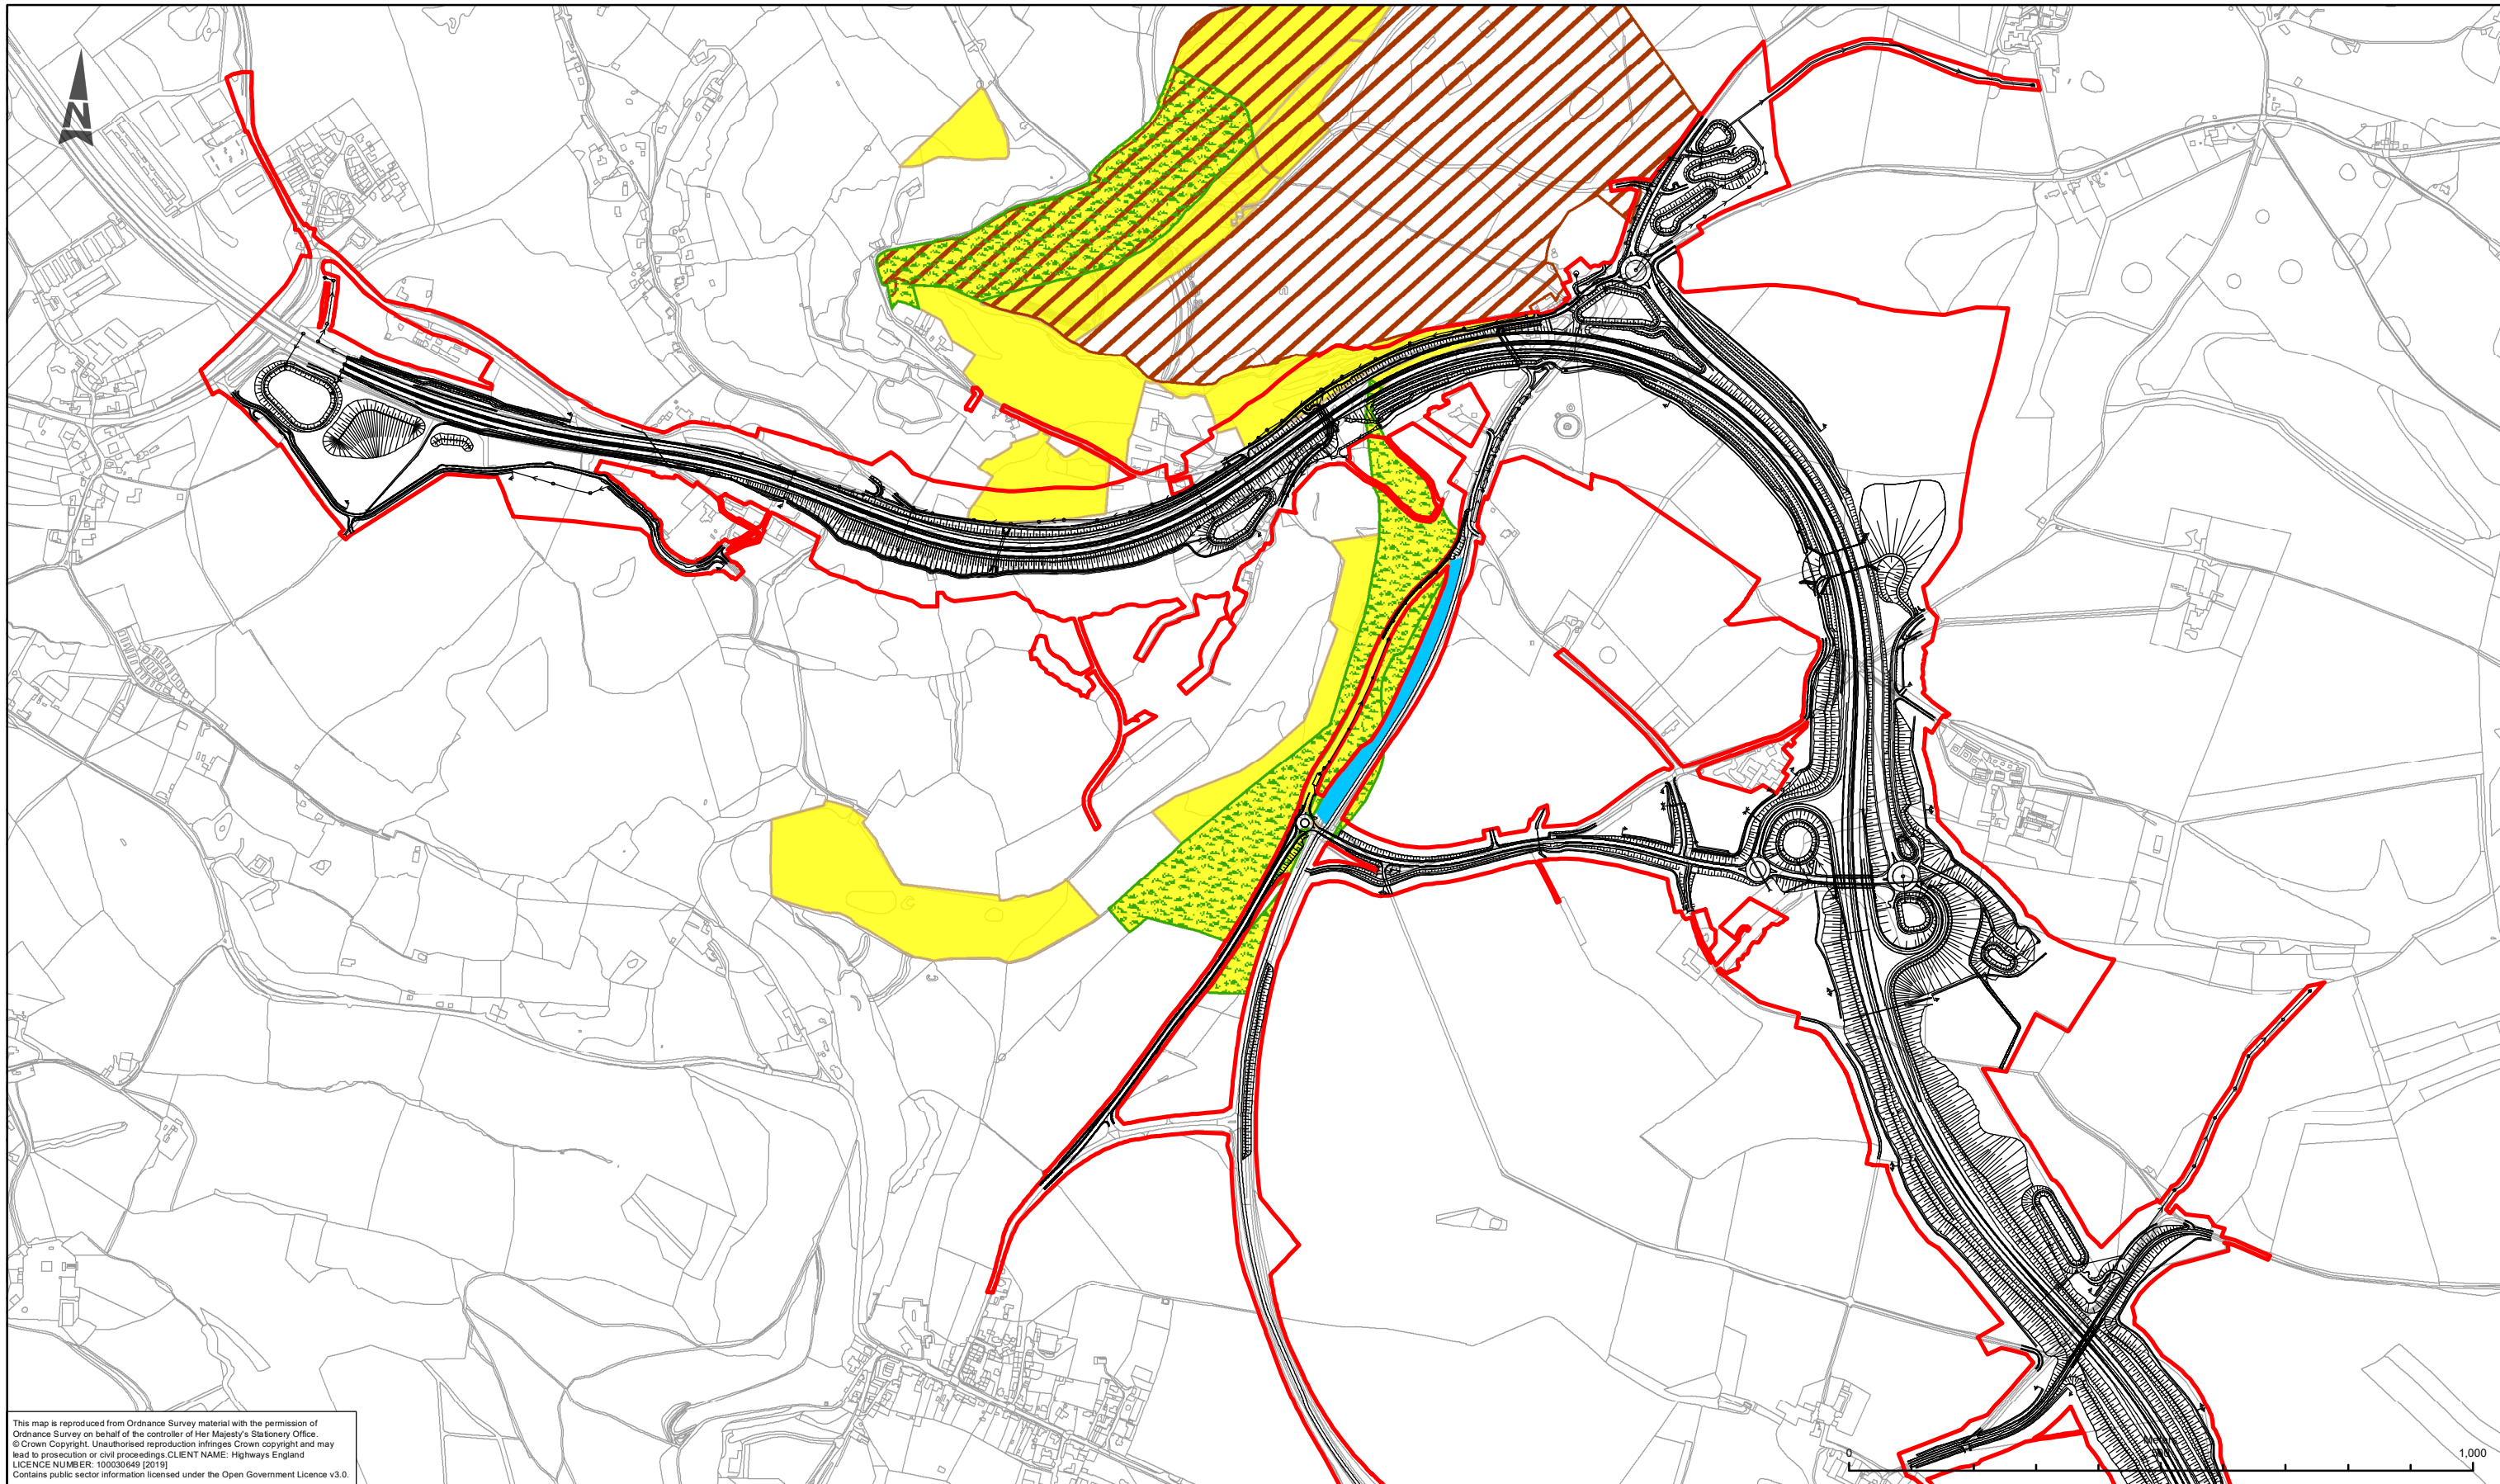 N
This map is reproduced from Ordnance Survey material with the permission of
Ordnance Survey on behalf of the controller of Her Majesty's Stationery Office.
© Crown Copyright. Unauthorised reproduction infringes Crown copyright and may
lead to prosecution or civil proceedings.CLIENT NAME: Highways England
LICENCE NUMBER: 100030649 [2019]
Contains public sector information licensed under the Open Government Licence v3.0.
0 1,000